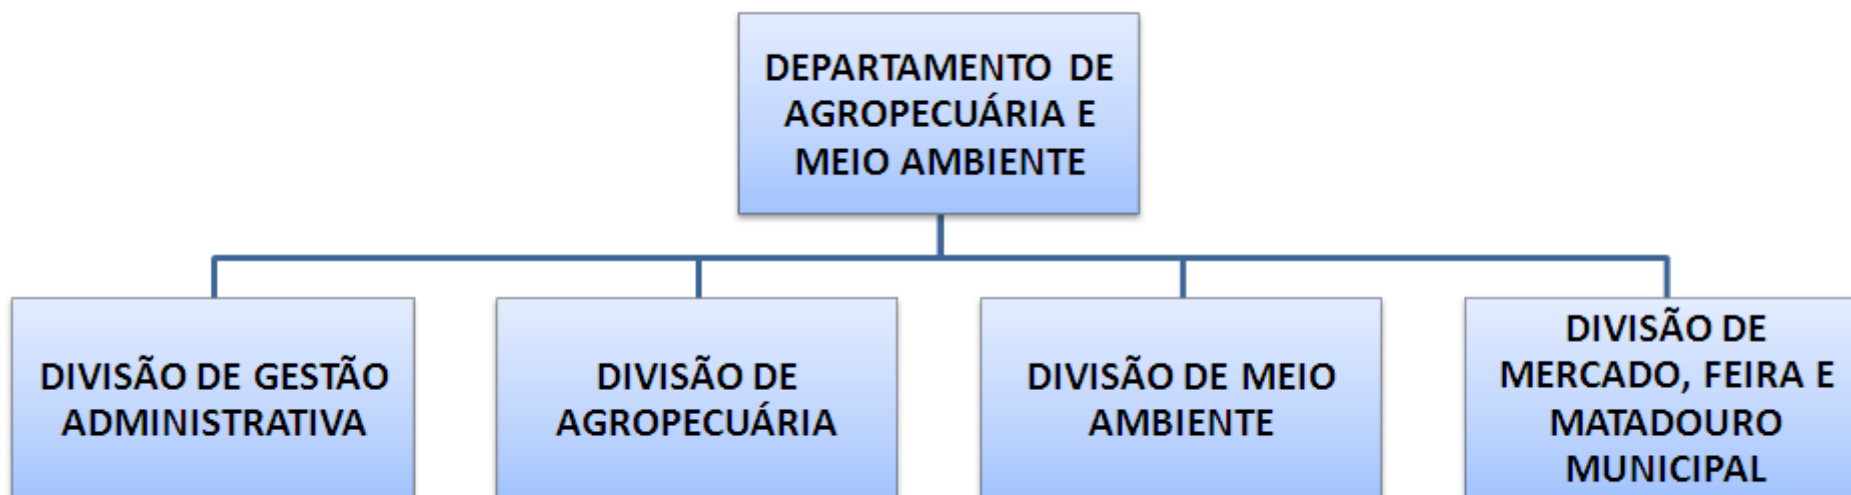 DEPARTAMENTO DE
AGROPECUÁRIA E
MEIO AMBIENTE
DIVISÃO DE GESTÃO
ADMINISTRATIVA
DIVISÃO DE
AGROPECUÁRIA
DIVISÃO DE MEIO
AMBIENTE
DIVISÃO DE
MERCADO, FEIRA E
MATADOURO
MUNICIPAL